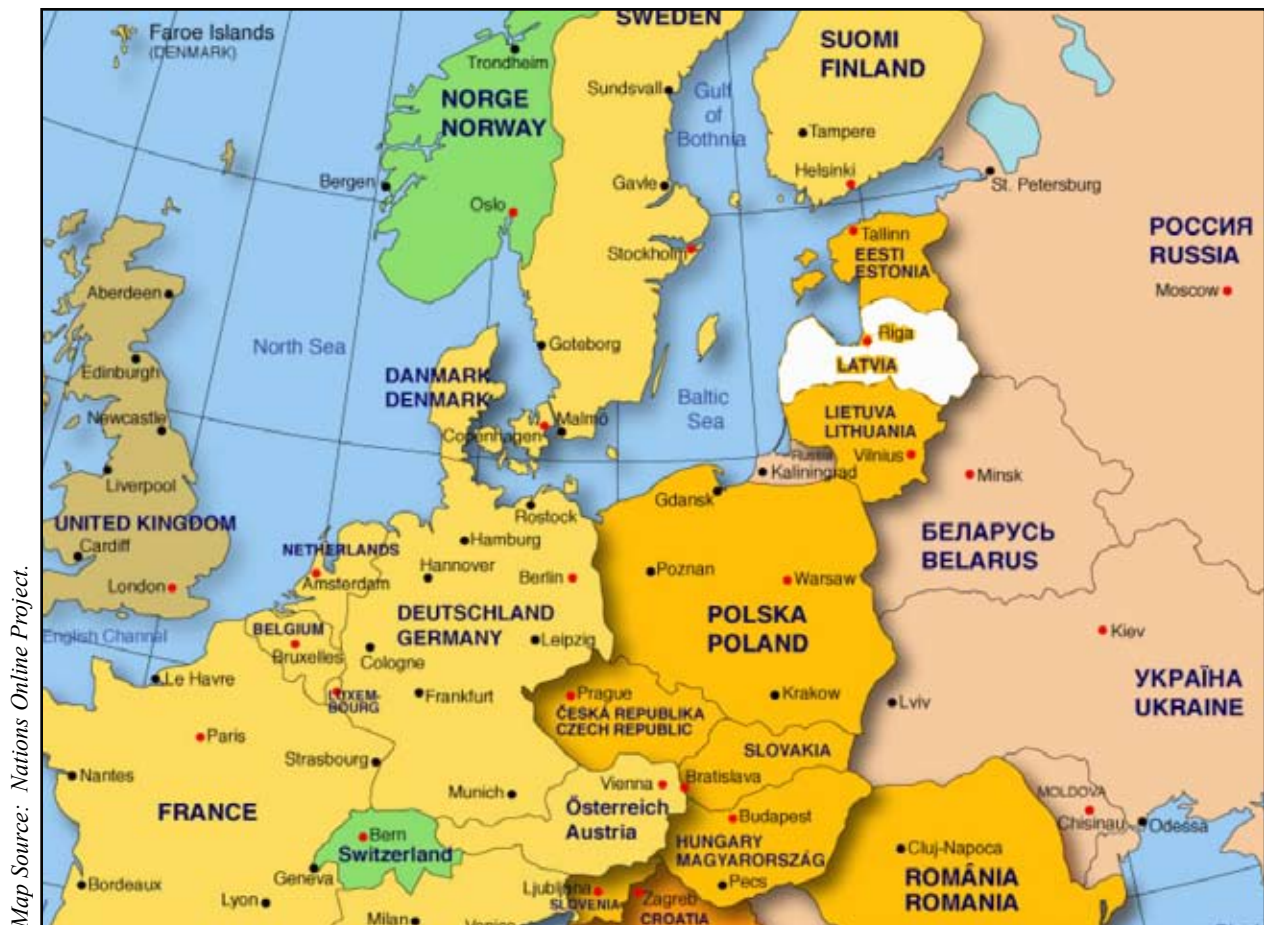 Faroe Islands
(DENMARK)
SWEDEN
SUOMI
FINLAND
Trondheim
Sundsvall
NORGE
NORWAY
Gulf
of
Bothnia
Tampere
Helsinki
St. Petersburg
Bergen
Gavle
Oslo
Stockholm
Tallinn
EESTI
ESTONIA
РОССИЯ
RUSSIA
Moscow
Aberdeen
North Sea
Goteborg
Riga
LATVIA
Edinburgh
DANMARK
DENMARK
Baltic
Sea
Newcastle
Malmo
Copenhagen
LIETUVA
LITHUANIA
Russia
Vilnius
Kaliningrad
Minsk
Liverpool
Gdansk
Rostock
UNITED KINGDOM
Cardiff
London
NETHERLANDS
Amsterdam
Hamburg
Hannover
Berlin
Poznan
Warsaw
БЕЛАРУСЬ
BELARUS
DEUTSCHLAND
GERMANY
POLSKA
POLAND
English Channel
BELGIUM
Bruxelles
Cologne
Leipzig
Kiev
Le Havre
LUXEM-
BOURG
Frankfurt
Prague
ČESKÁ REPUBLIKA
CZECH REPUBLIC
Krakow
Lviv
УКРАЇНА
UKRAINE
Paris
Strasbourg
SLOVAKIA
Nantes
Munich
Vienna
Bratislava
Österreich
Austria
MOLDOVA
Chisinau
Odessa
FRANCE
Bern
Switzerland
Budapest
HUNGARY
MAGYARORSZÁG
Cluj-Napoca
Geneva
Bordeaux
Lyon
Milan
Venice
Ljubljana
SLOVENIA
Zagreb
CROATIA
Pecs
ROMÂNIA
ROMANIA
Map Source: Nations Online Project.